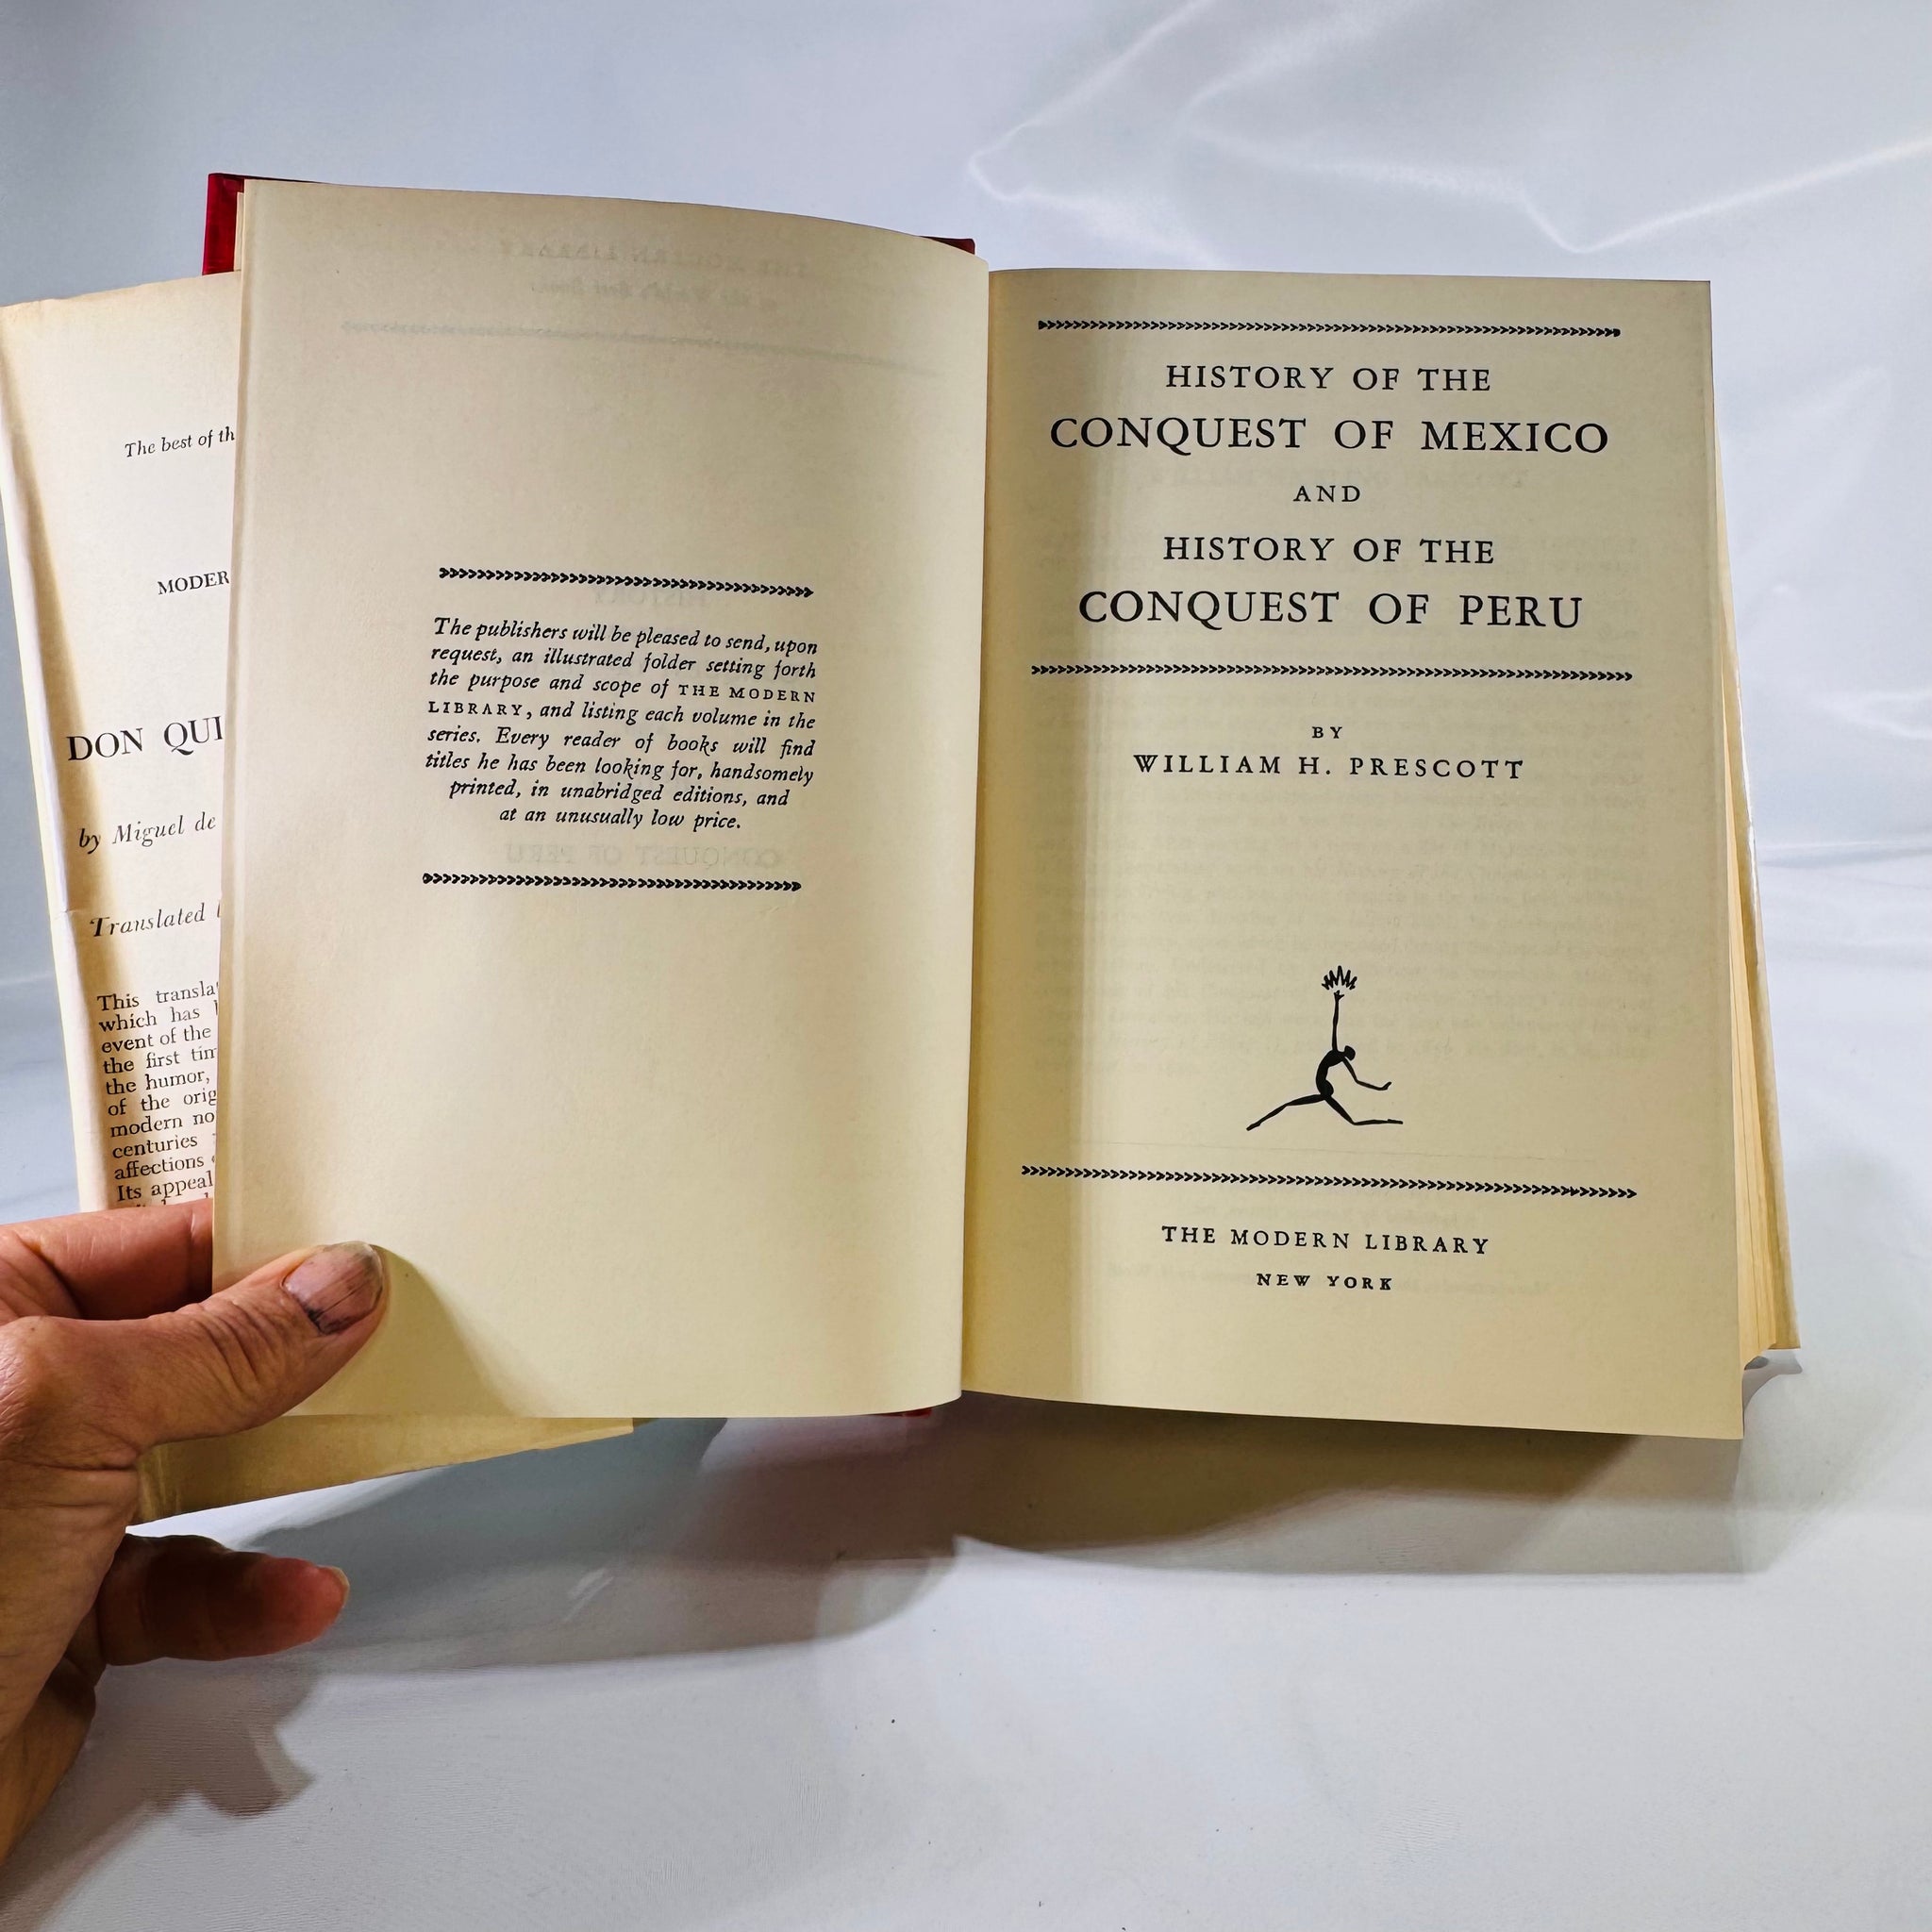 The best of th
MODER
DON QUI
by Miguel de
Translated
This transla
which has
event of the
the first tim
the humor,
of the orig
modern no
centuries
affections
Its appeal
The publishers will be pleased to send, upon
request, an illustrated folder setting forth
the purpose and scope of THE MODERN
LIBRARY, and listing each volume in the
series. Every reader of books will find
titles he has been looking for, handsomely
printed, in unabridged editions, and
at an unusually low price.
HISTORY OF THE
CONQUEST OF MEXICO
AND
HISTORY OF THE
CONQUEST OF PERU
BY
WILLIAM H. PRESCOTT
THE MODERN LIBRARY
NEW YORK